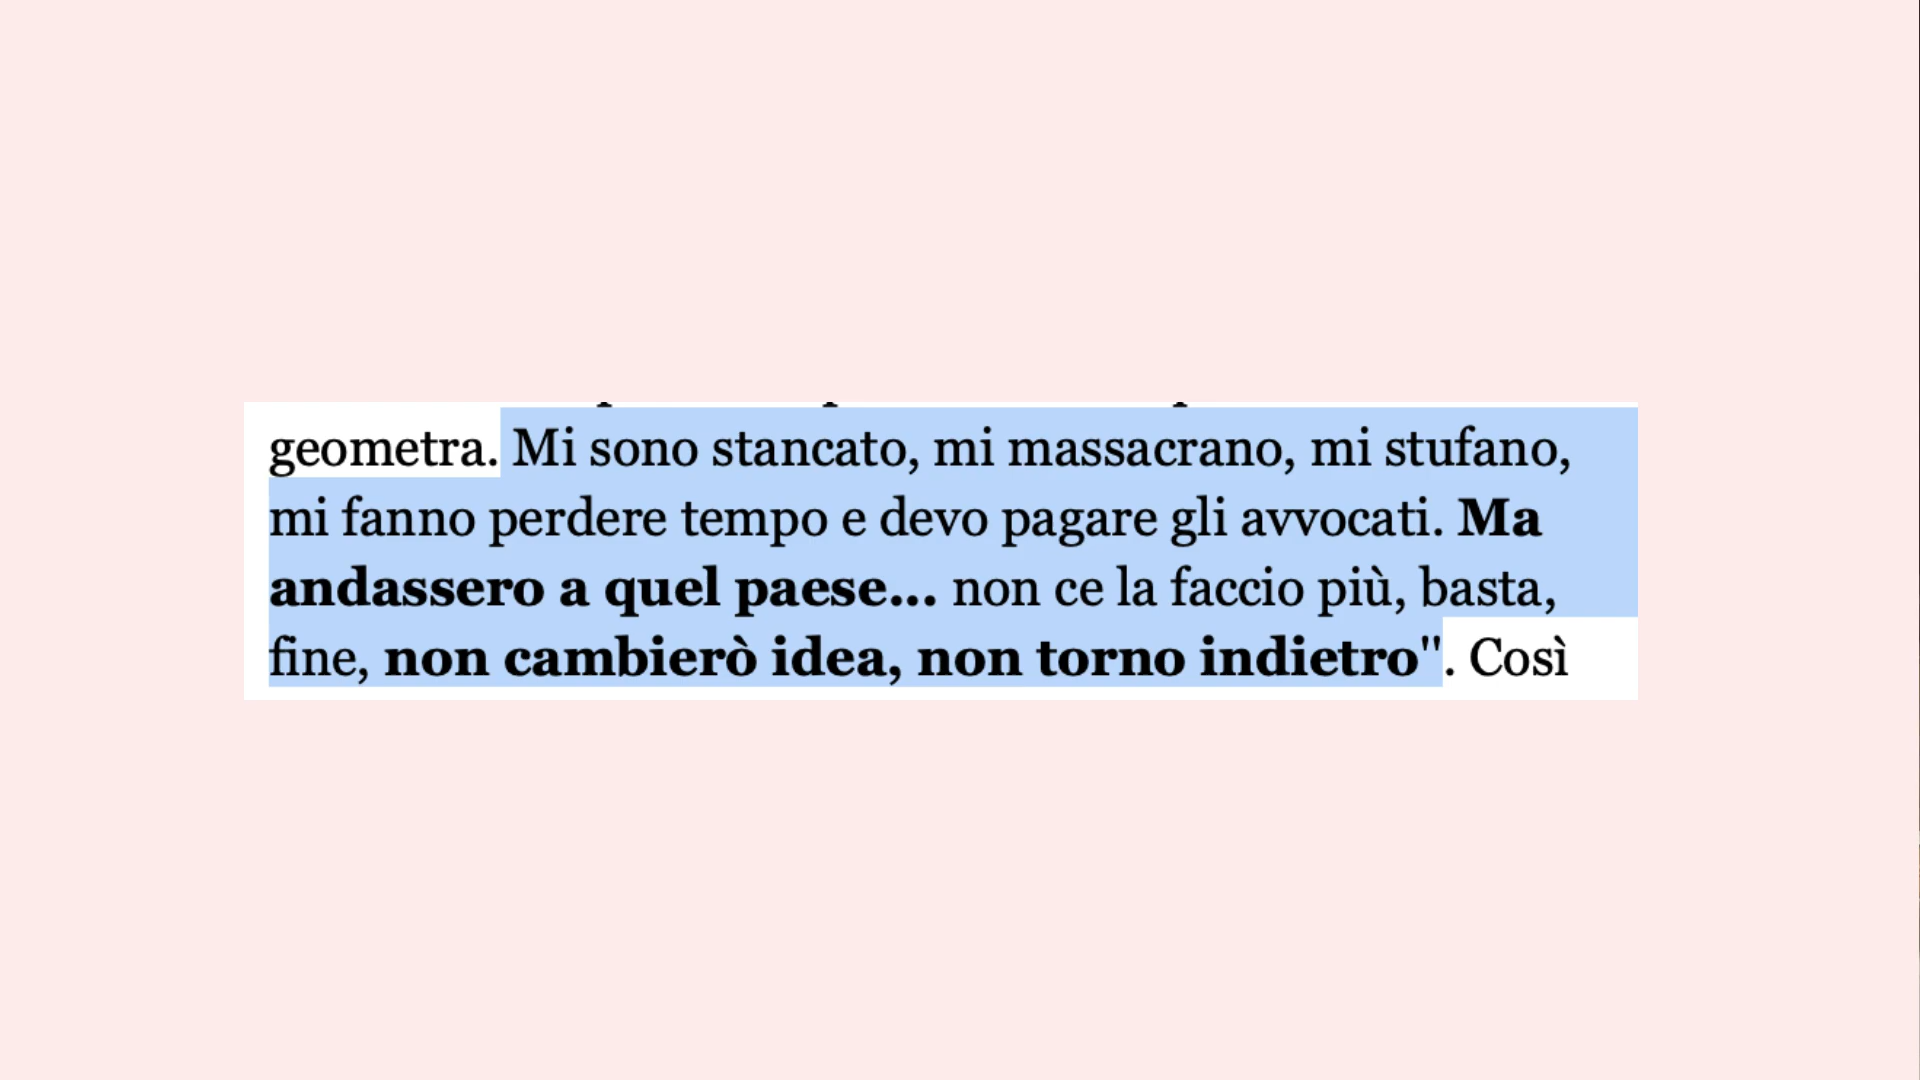 geometra. Mi sono stancato, mi massacrano, mi stufano,
mi fanno perdere tempo e devo pagare gli avvocati. Ma
andassero a quel paese... non ce la faccio più, basta,
fine, non cambierò idea, non torno indietro". Così